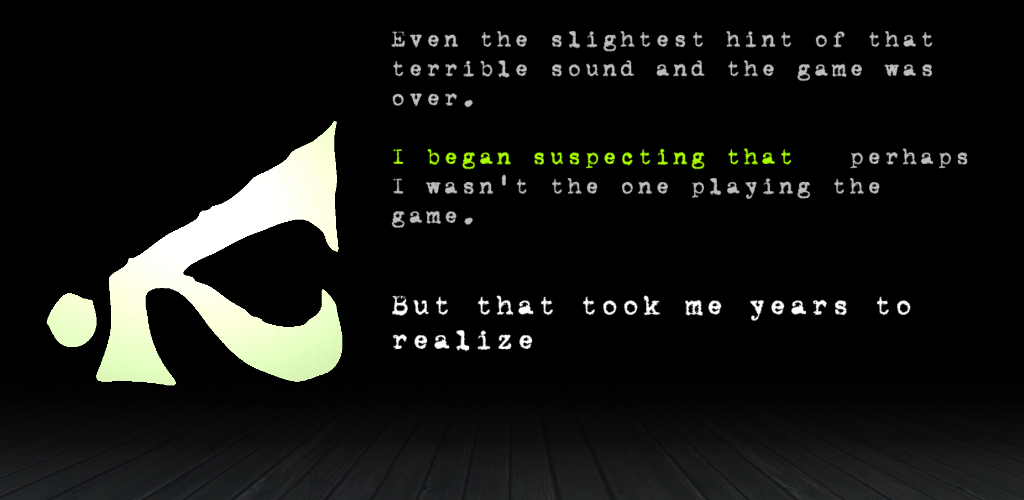 Even the slightest hint of that
terrible sound and the game was
over.
I began suspecting that perhaps
I wasn't the one playing the
game.
But that took me years to
realize